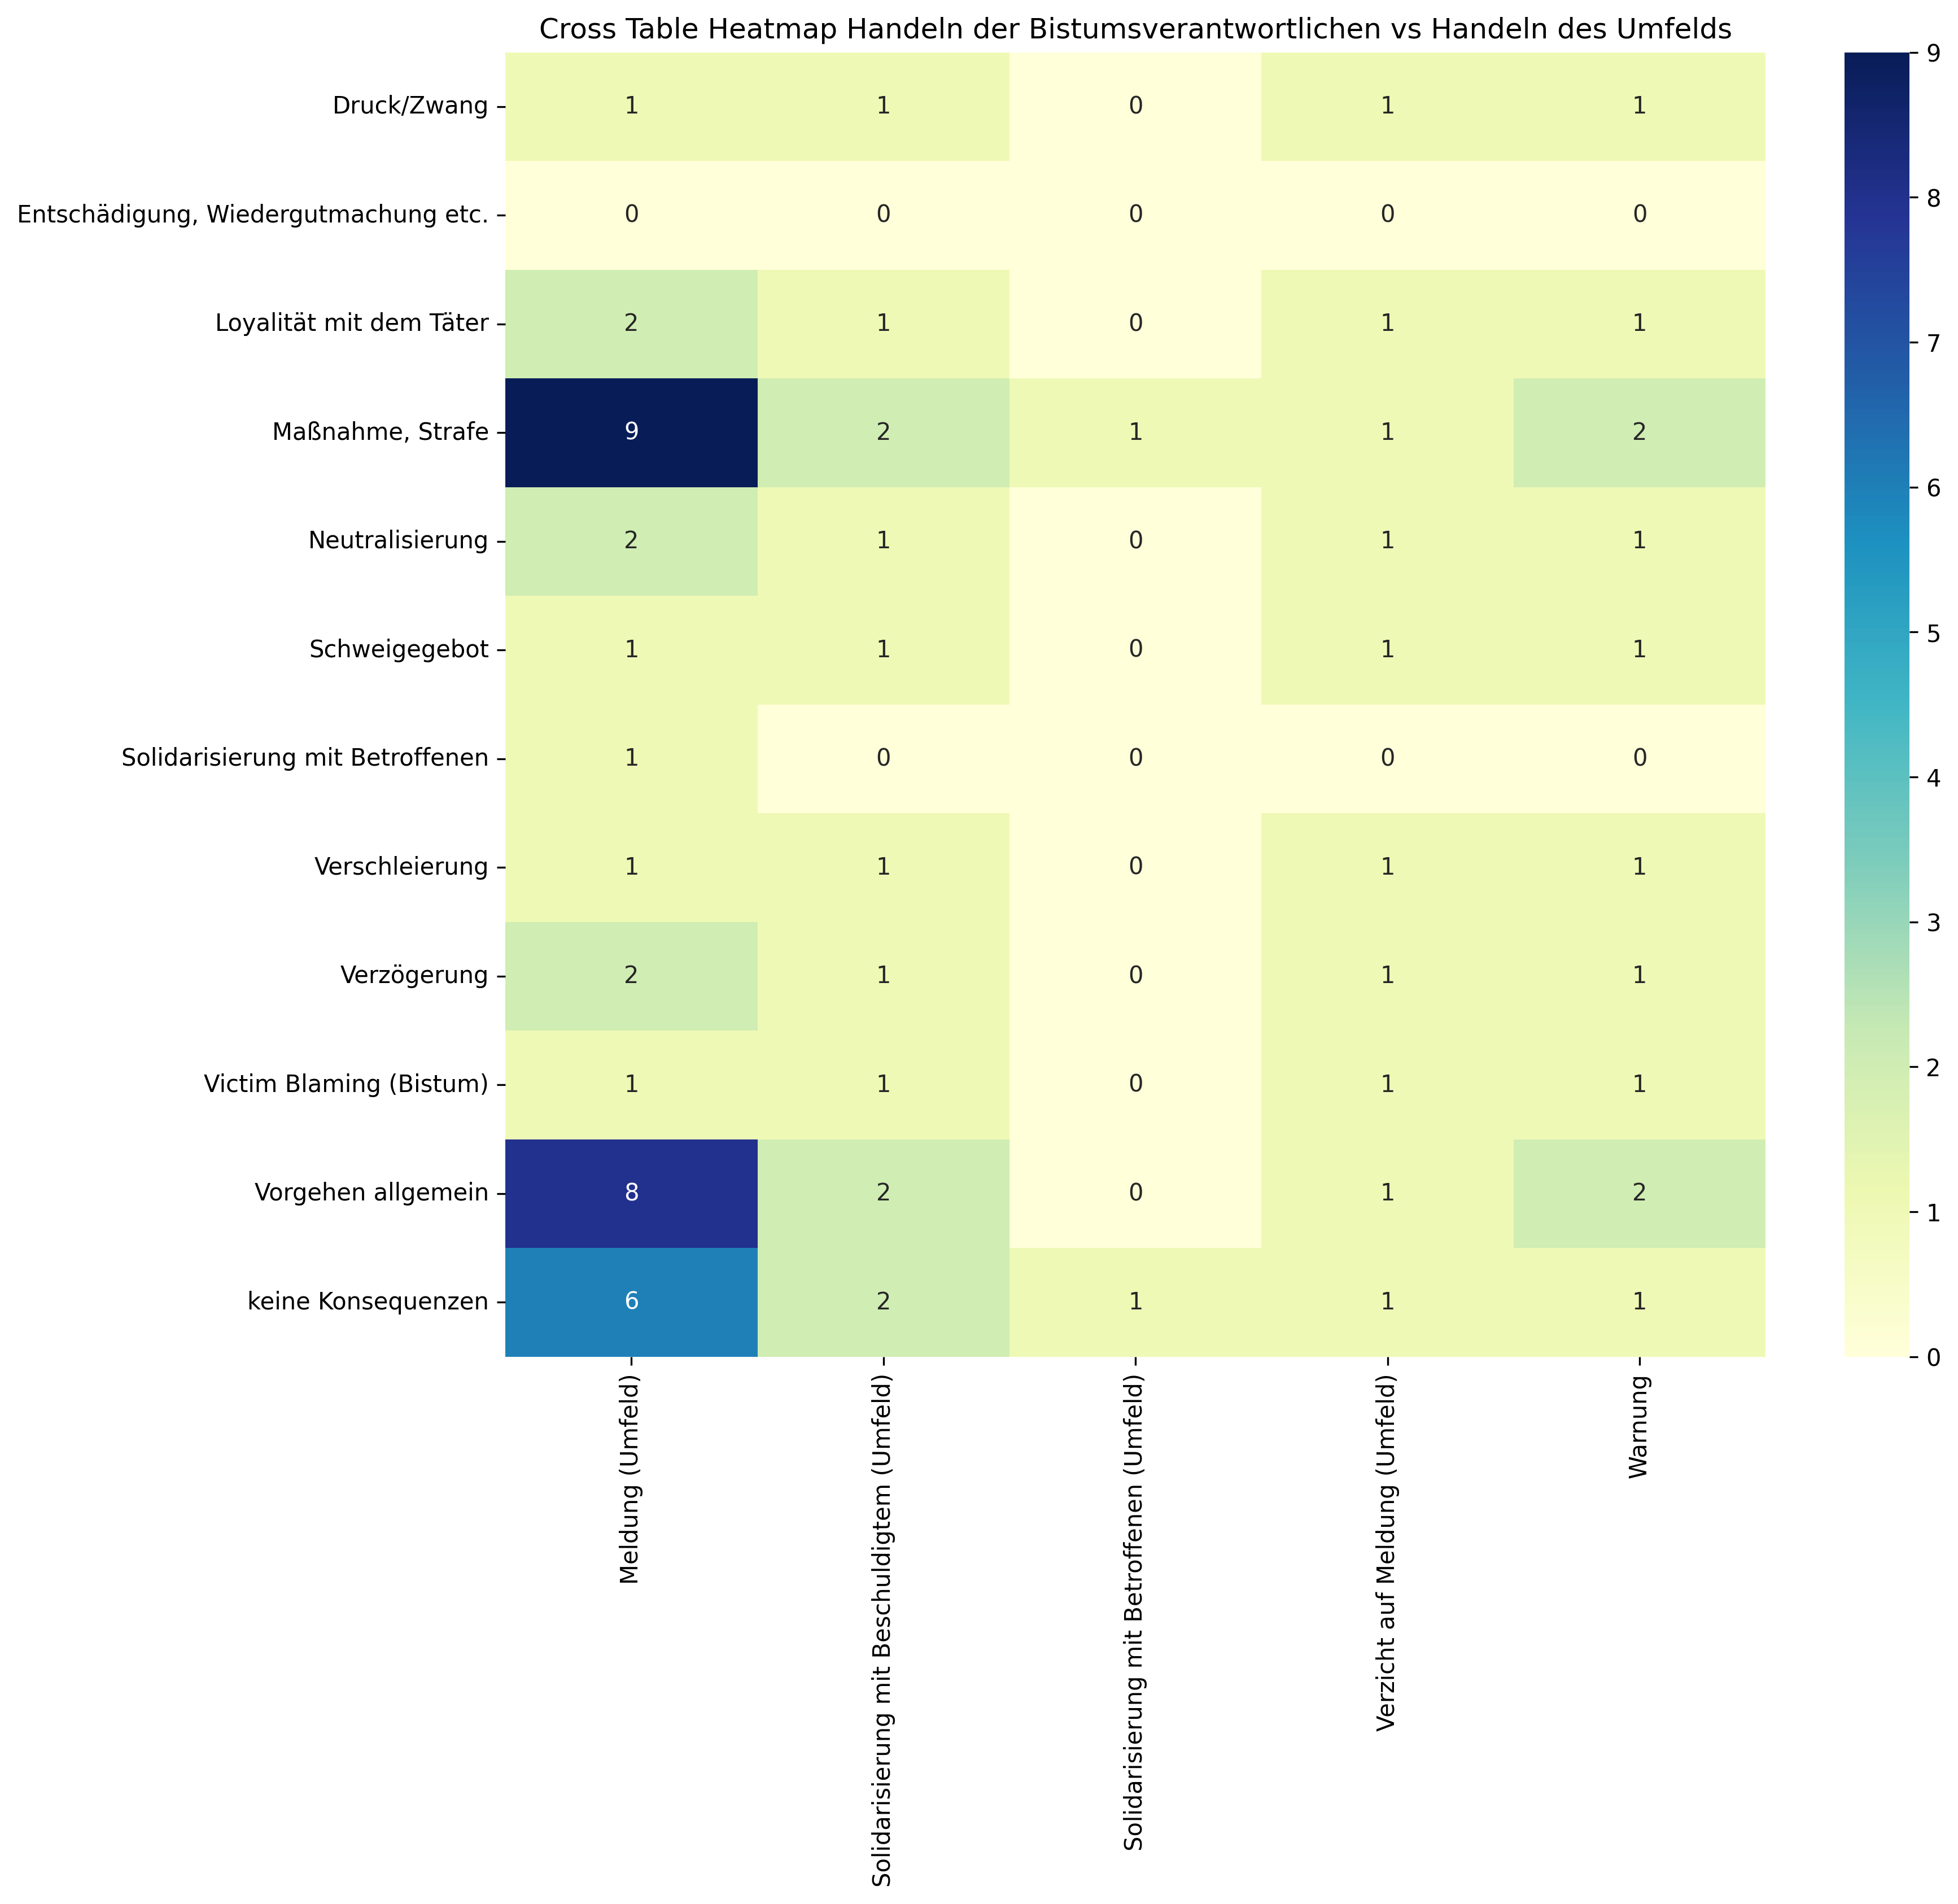 Cross Table Heatmap Handeln der Bistumsverantwortlichen vs Handeln des Umfelds
Druck/Zwang 1 1 0 1 1
Entschädigung, Wiedergutmachung etc. 0 0 0 0 0
Loyalität mit dem Täter 2 1 0 1 1
Maßnahme, Strafe 9 2 1 1 2
Neutralisierung 2 1 0 1 1
Schweigegebot 1 1 0 1 1
Solidarisierung mit Betroffenen 1 0 0 0 0
Verschleierung 1 1 0 1 1
Verzögerung 2 1 0 1 1
Victim Blaming (Bistum) 1 1 0 1 1
Vorgehen allgemein 8 2 0 1 2
keine Konsequenzen 6 2 1 1 1
Meldung (Umfeld)
Solidarisierung mit Beschuldigtem (Umfeld)
Solidarisierung mit Betroffenen (Umfeld)
Verzicht auf Meldung (Umfeld)
Warnung
9
8
7
6
5
4
3
2
1
0